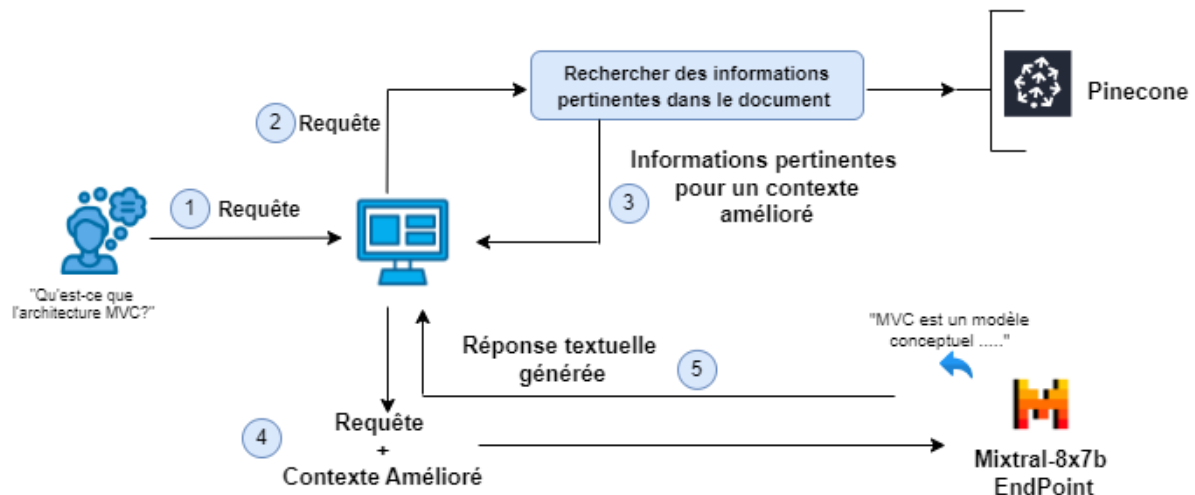 Rechercher des informations
pertinentes dans le document
Pinecone
2 Requête
Informations pertinentes
pour un contexte
amélioré
3
1 Requête
"Qu'est-ce que
l'architecture MVC?"
"MVC est un modèle
conceptuel ....."
Réponse textuelle
générée
5
4
Requête
+
Contexte Amélioré
Mixtral-8x7b
EndPoint